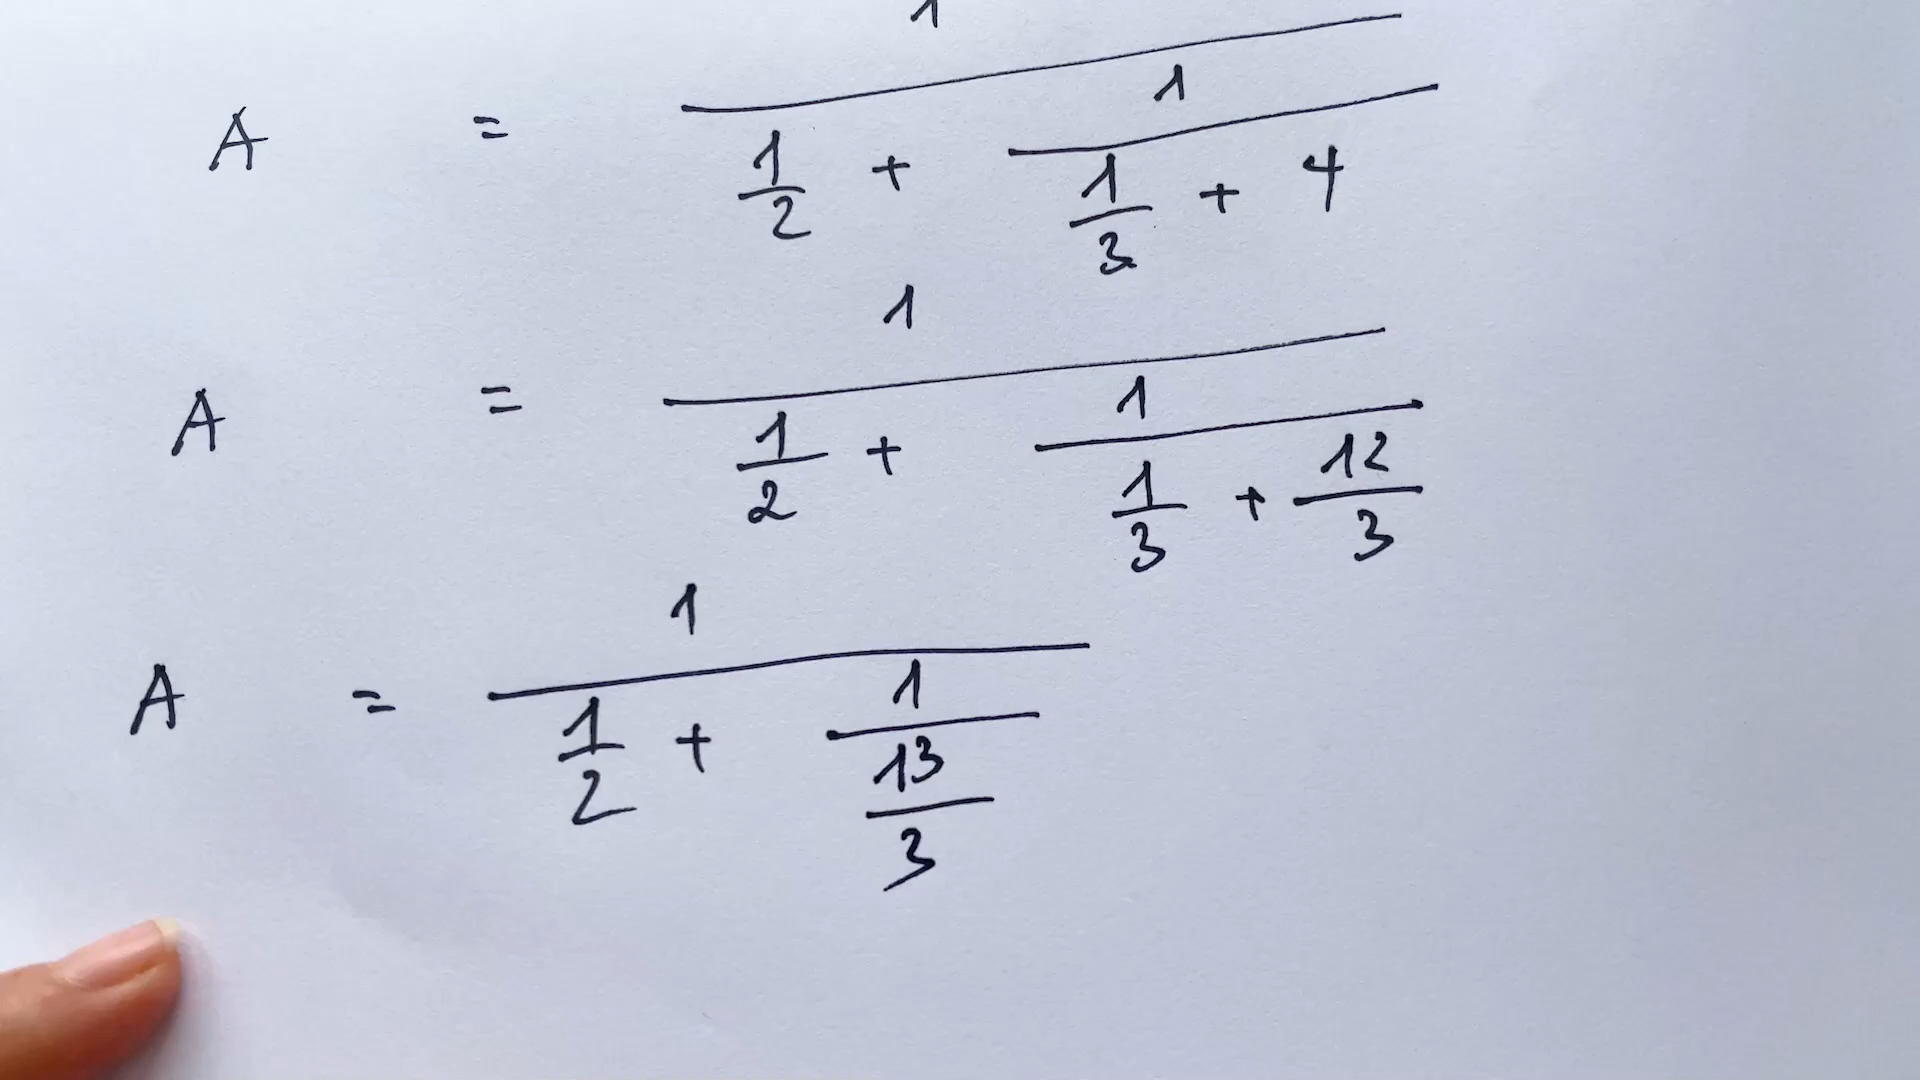 A = 1 / (1/2 + 1 / (1/3 + 4))
A = 1 / (1/2 + 1 / (1/3 + 12/3))
A = 1 / (1/2 + 1 / (13/3))